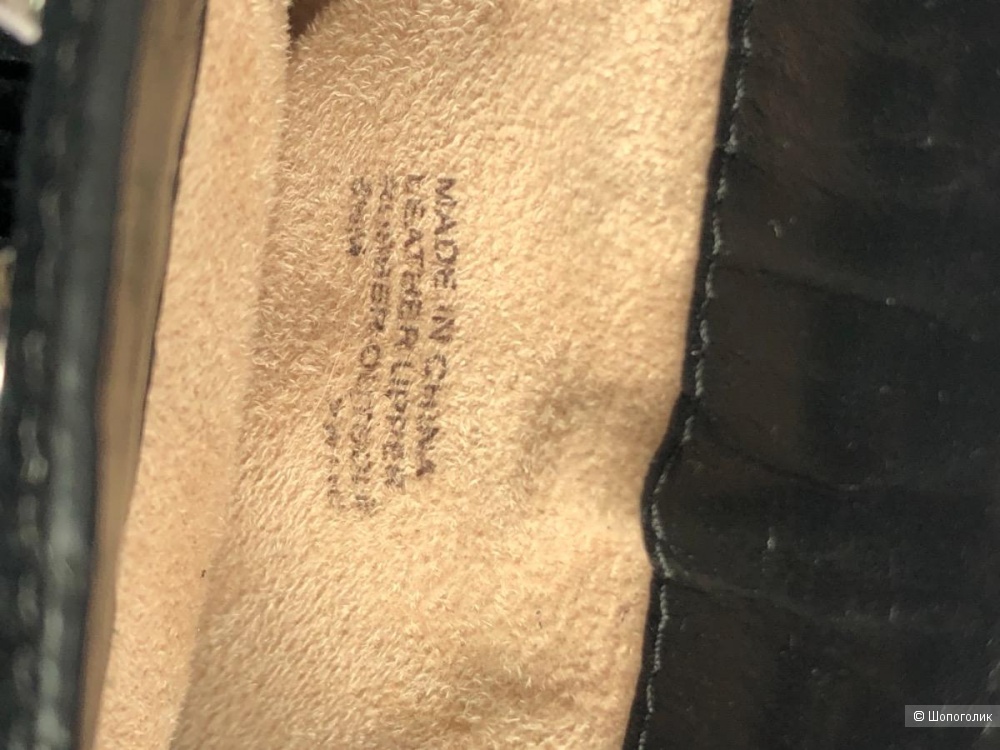 MADE IN CHINA
LEATHER UPPER
RUBBER OUTSOLE
© Шопоголик